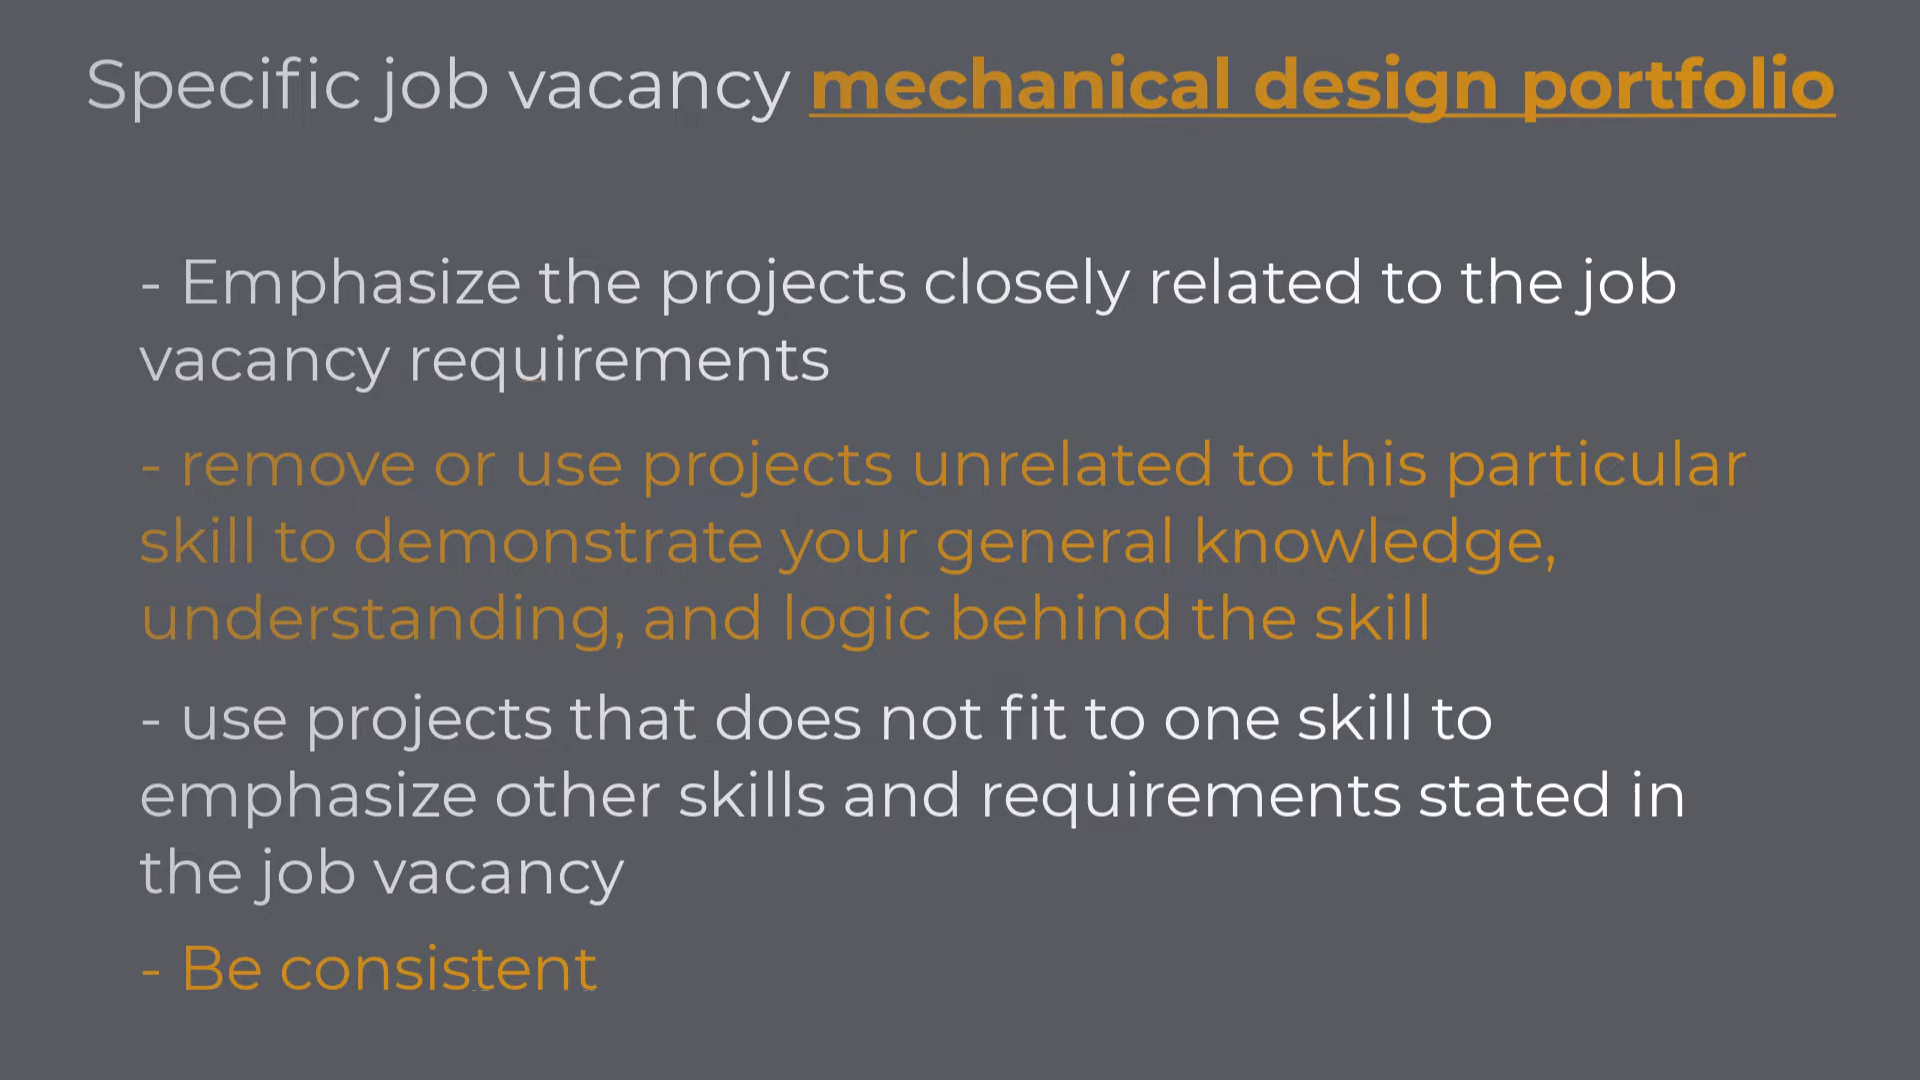 Specific job vacancy mechanical design portfolio
- Emphasize the projects closely related to the job
vacancy requirements
- remove or use projects unrelated to this particular
skill to demonstrate your general knowledge,
understanding, and logic behind the skill
- use projects that does not fit to one skill to
emphasize other skills and requirements stated in
the job vacancy
- Be consistent